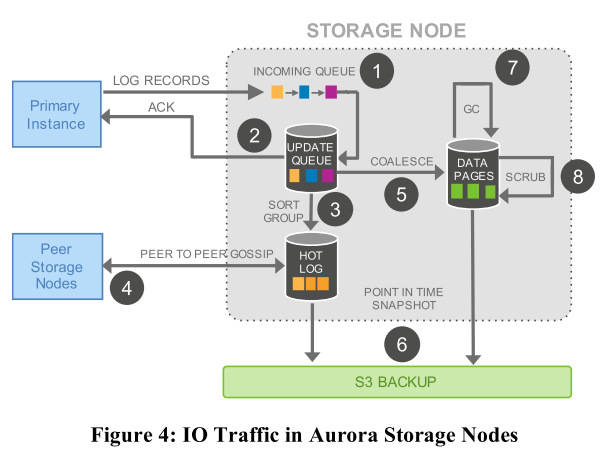 STORAGE NODE
INCOMING QUEUE
1
7
LOG RECORDS
Primary
Instance
ACK
GC
2
UPDATE
QUEUE
COALESCE
DATA
PAGES
SCRUB
8
5
SORT
GROUP
3
Peer
Storage
Nodes
PEER TO PEER GOSSIP
4
HOT
LOG
POINT IN TIME
SNAPSHOT
6
S3 BACKUP
Figure 4: IO Traffic in Aurora Storage Nodes